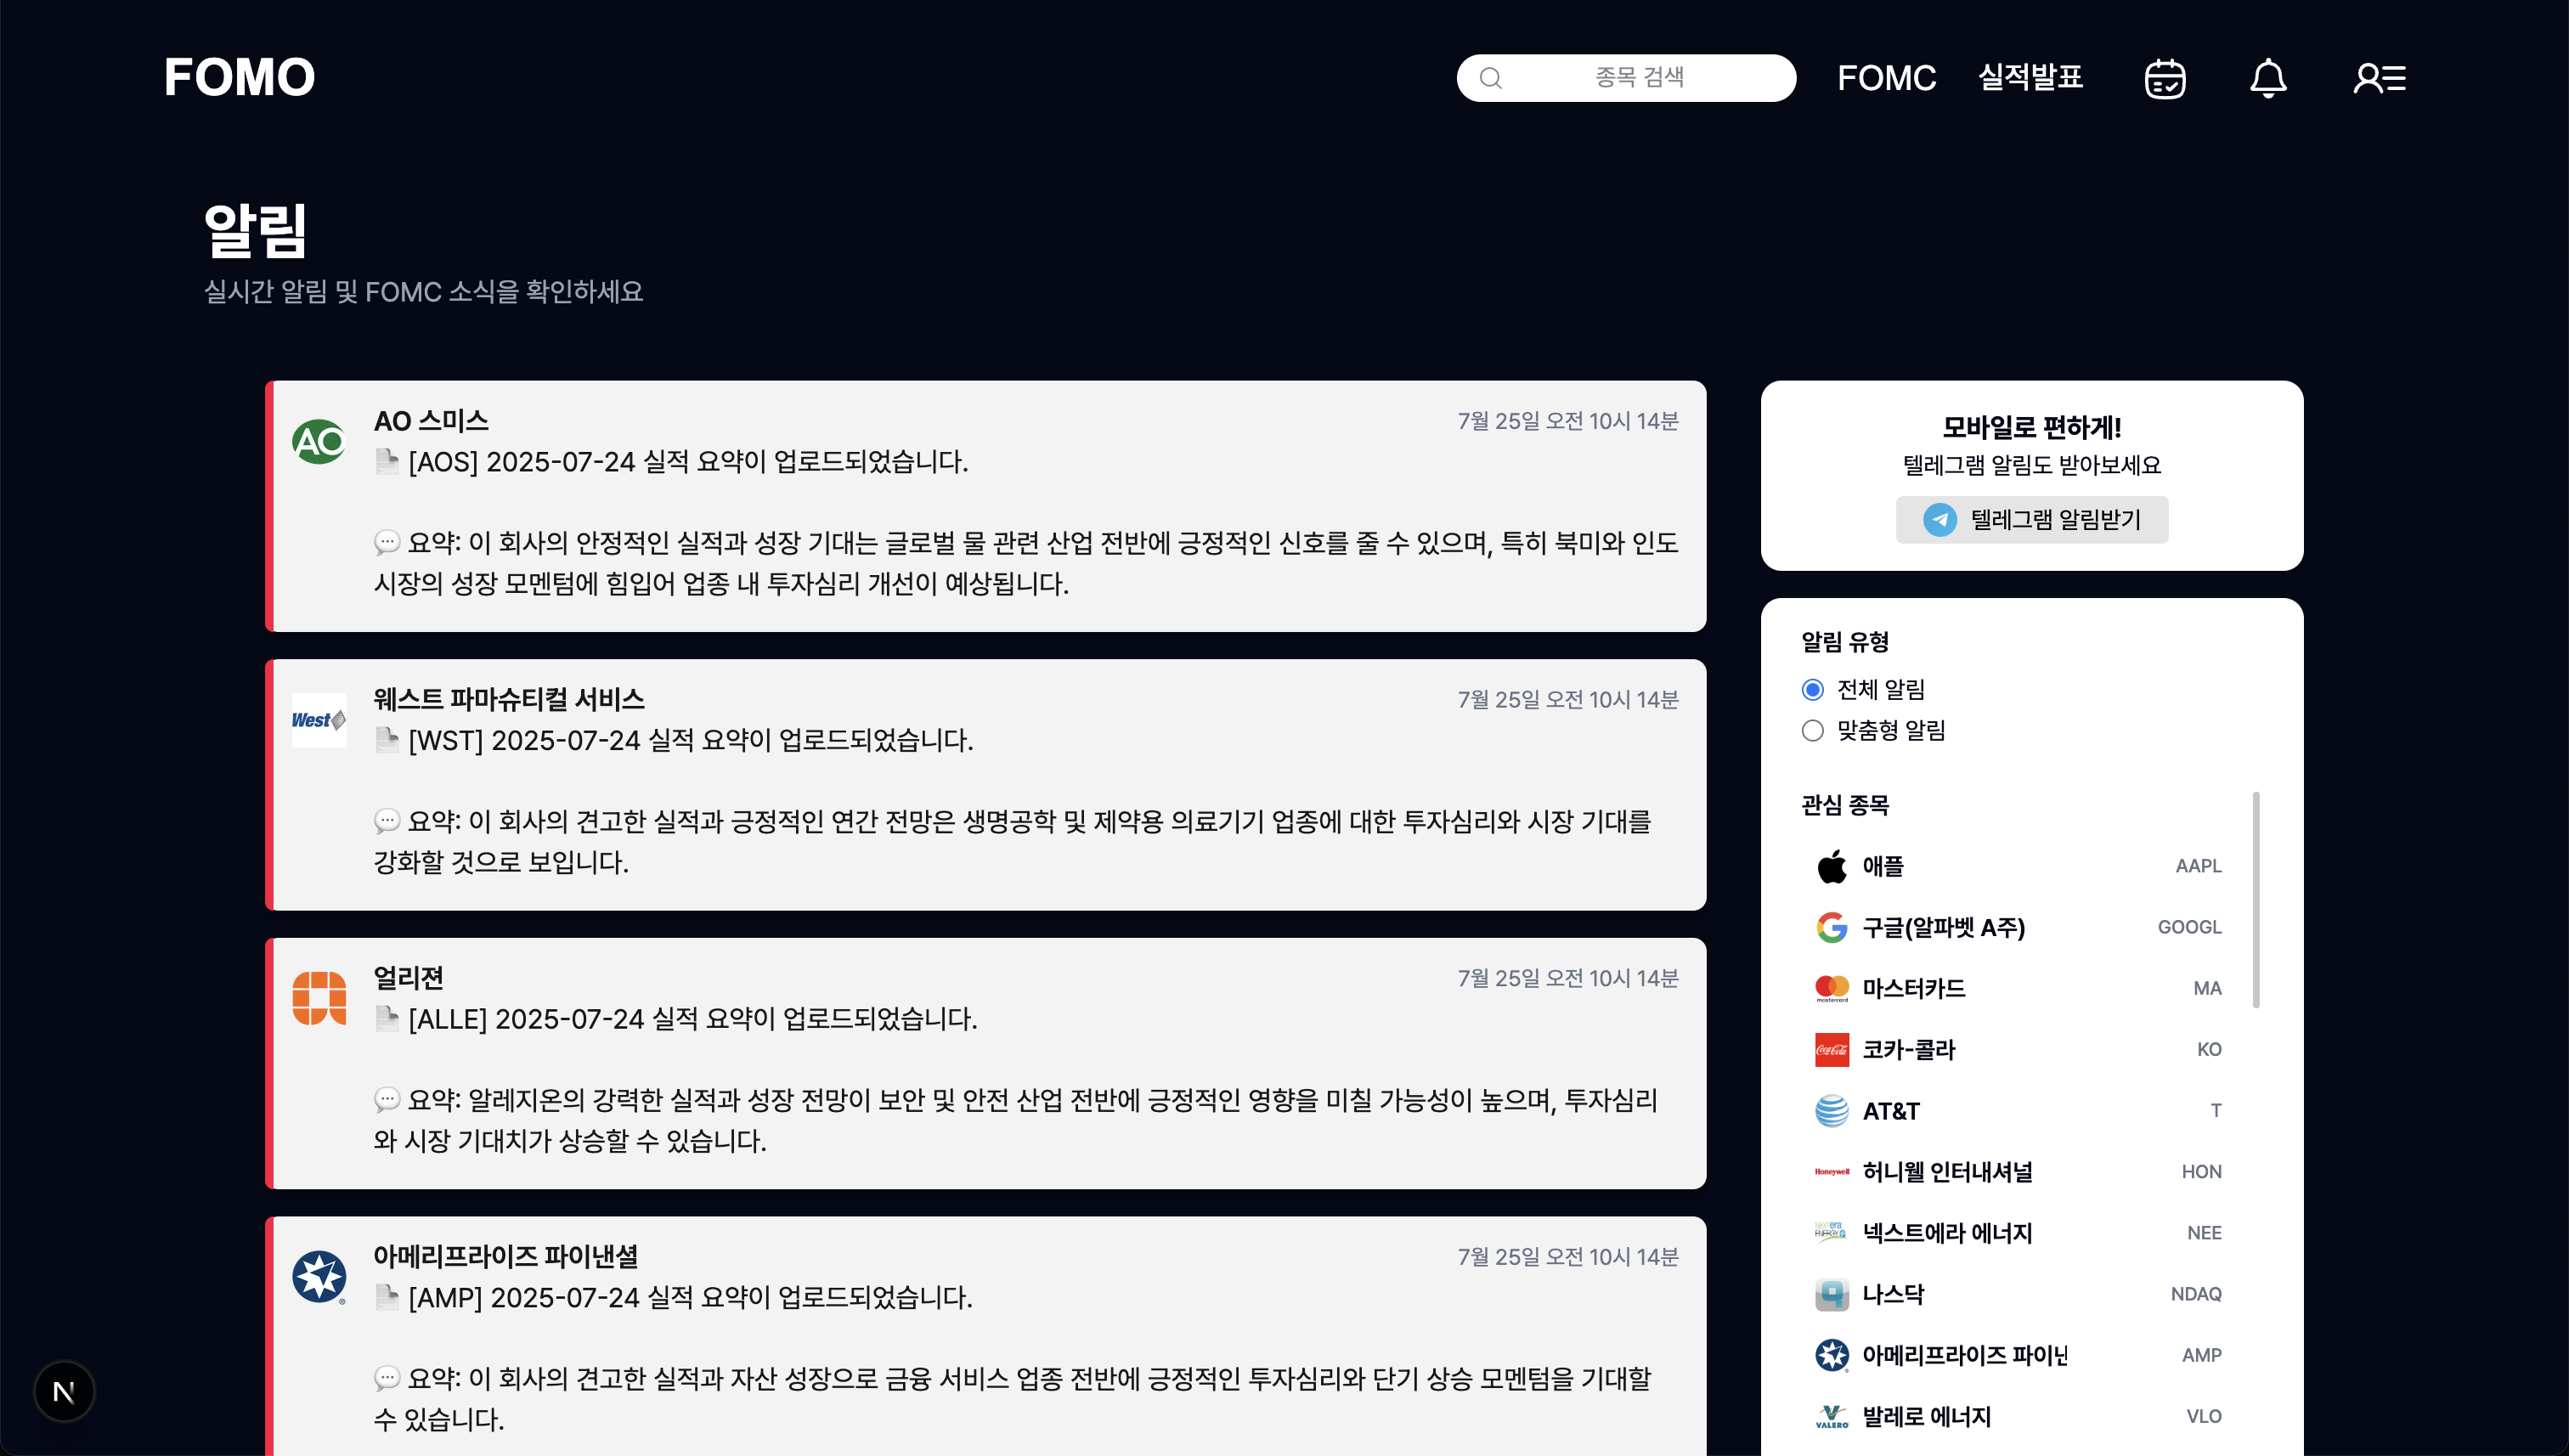 FOMO
종목 검색
FOMC
실적발표
알림
실시간 알림 및 FOMC 소식을 확인하세요
AO
AO 스미스
7월 25일 오전 10시 14분
[AOS] 2025-07-24 실적 요약이 업로드되었습니다.
요약: 이 회사의 안정적인 실적과 성장 기대는 글로벌 물 관련 산업 전반에 긍정적인 신호를 줄 수 있으며, 특히 북미와 인도
시장의 성장 모멘텀에 힘입어 업종 내 투자심리 개선이 예상됩니다.
West
웨스트 파마슈티컬 서비스
7월 25일 오전 10시 14분
[WST] 2025-07-24 실적 요약이 업로드되었습니다.
요약: 이 회사의 견고한 실적과 긍정적인 연간 전망은 생명공학 및 제약용 의료기기 업종에 대한 투자심리와 시장 기대를
강화할 것으로 보입니다.
얼리젼
7월 25일 오전 10시 14분
[ALLE] 2025-07-24 실적 요약이 업로드되었습니다.
요약: 알레지온의 강력한 실적과 성장 전망이 보안 및 안전 산업 전반에 긍정적인 영향을 미칠 가능성이 높으며, 투자심리
와 시장 기대치가 상승할 수 있습니다.
아메리프라이즈 파이낸셜
7월 25일 오전 10시 14분
[AMP] 2025-07-24 실적 요약이 업로드되었습니다.
요약: 이 회사의 견고한 실적과 자산 성장으로 금융 서비스 업종 전반에 긍정적인 투자심리와 단기 상승 모멘텀을 기대할
수 있습니다.
N
모바일로 편하게!
텔레그램 알림도 받아보세요
텔레그램 알림받기
알림 유형
전체 알림
맞춤형 알림
관심 종목
애플
AAPL
구글(알파벳 A주)
GOOGL
mastercard
마스터카드
MA
Coca-Cola
코카-콜라
KO
AT&T
T
Honeywell
허니웰 인터내셔널
HON
NEXTera
ENERGY
넥스트에라 에너지
NEE
나스닥
NDAQ
아메리프라이즈 파이낸
AMP
VALERO
발레로 에너지
VLO